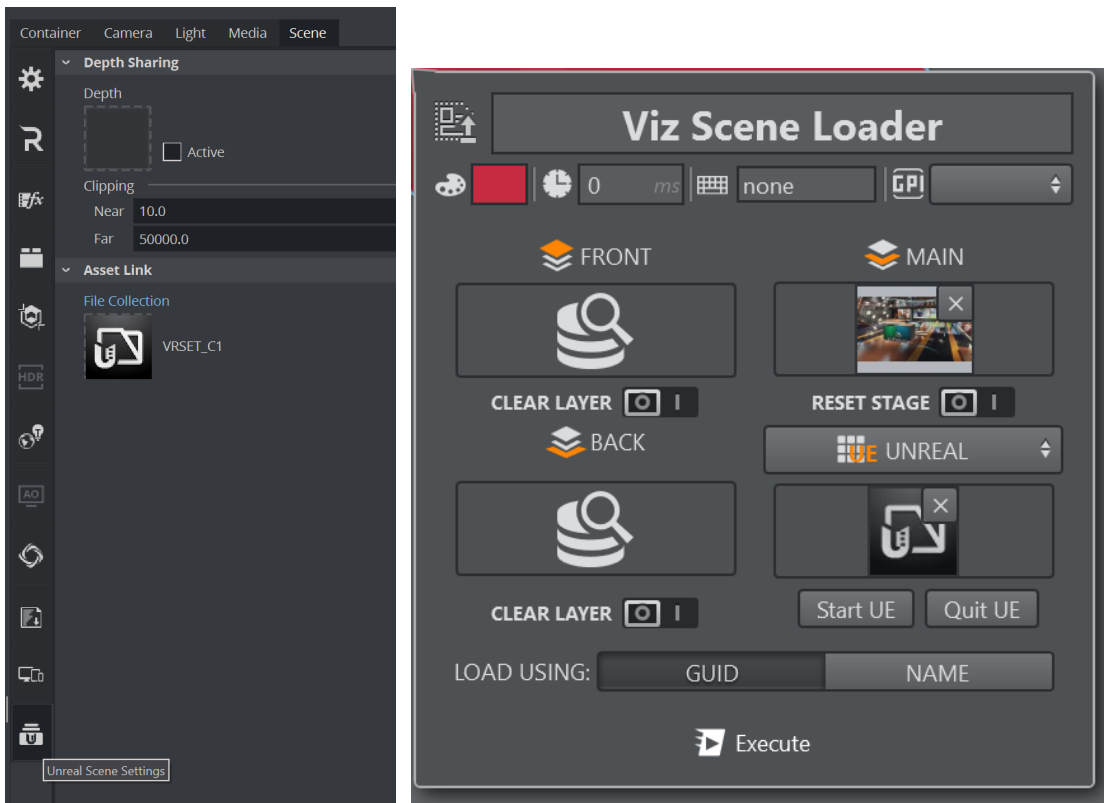 Container Camera Light Media Scene
Depth Sharing
Depth
Active
Clipping
Near 10.0
Far 50000.0
Asset Link
File Collection
VRSET_C1
fx
HDR
AO
Unreal Scene Settings
Viz Scene Loader
0 ms none GPI
FRONT MAIN
CLEAR LAYER RESET STAGE
BACK UE UNREAL
CLEAR LAYER Start UE Quit UE
LOAD USING: GUID NAME
Execute